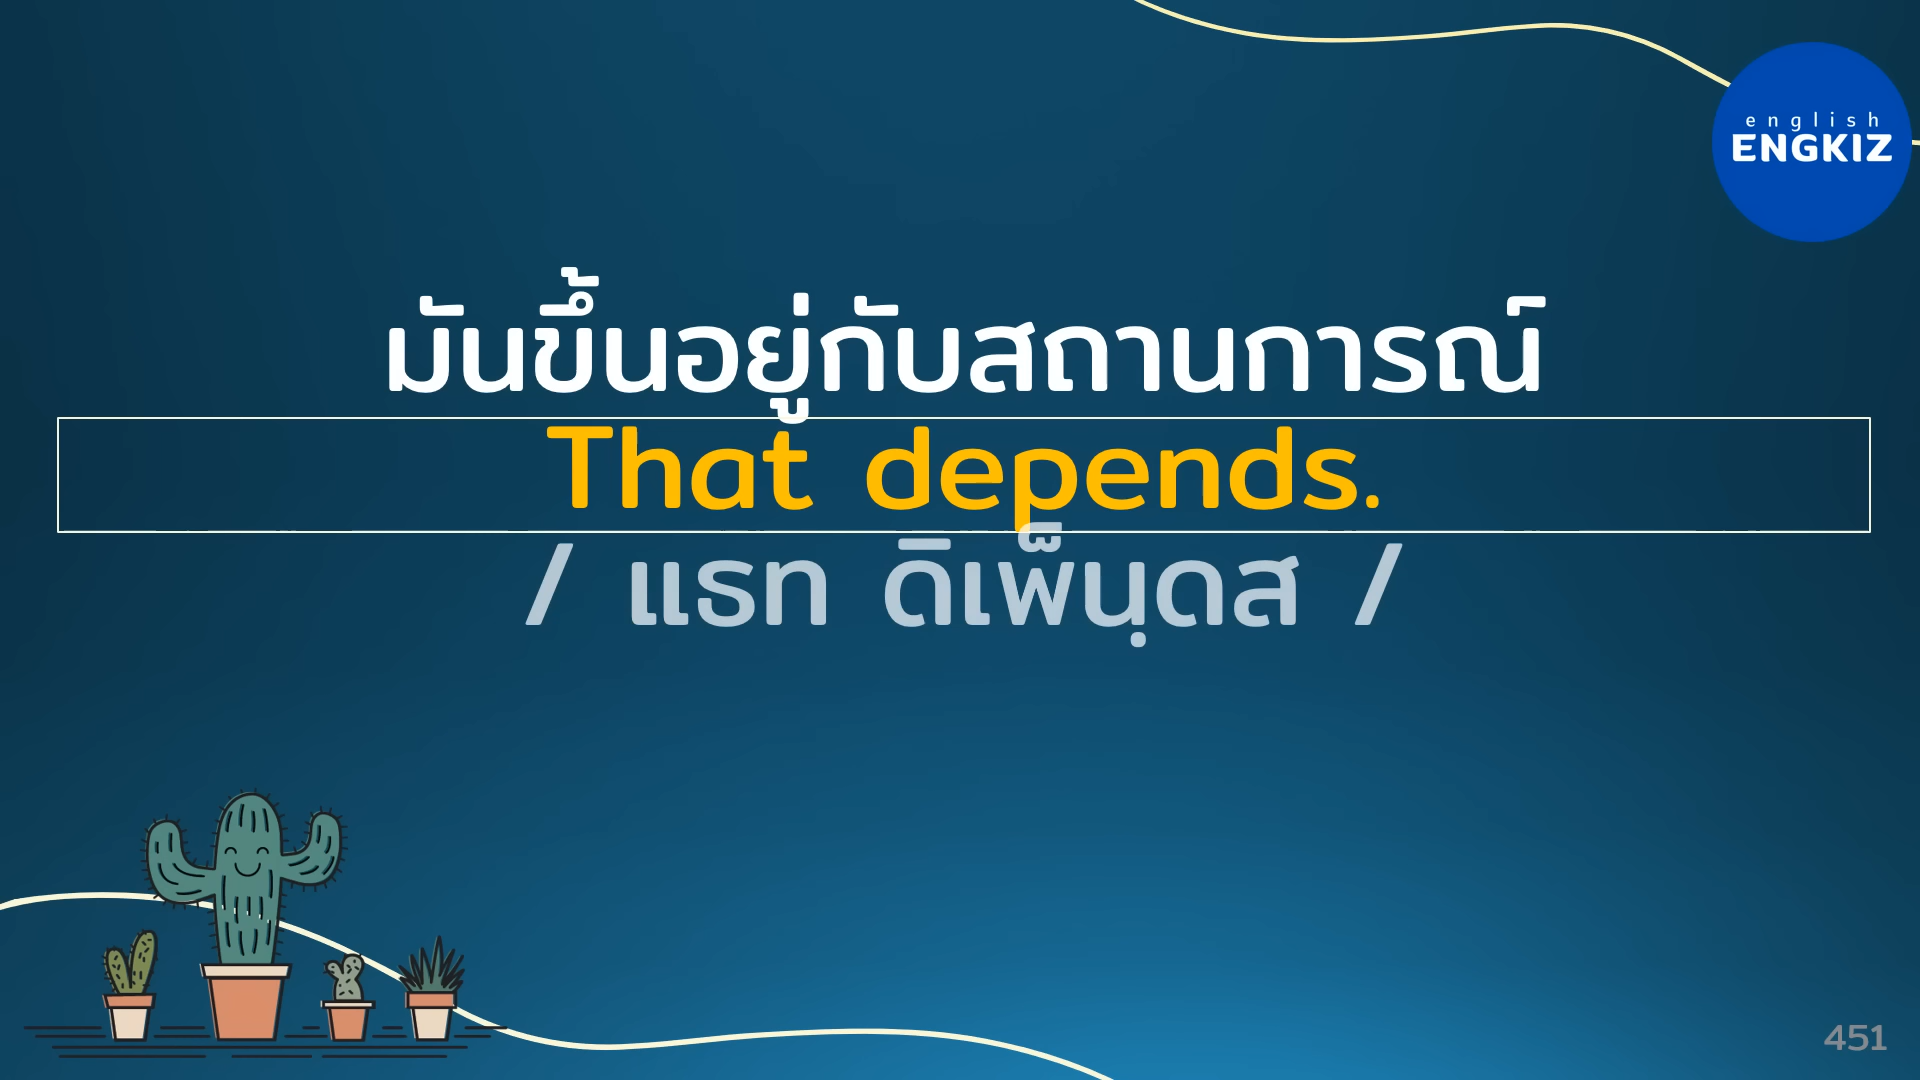 english
ENGKIZ
มันขึ้นอยู่กับสถานการณ์
That depends.
/ แธท ดิเพ็นฺดส /
451